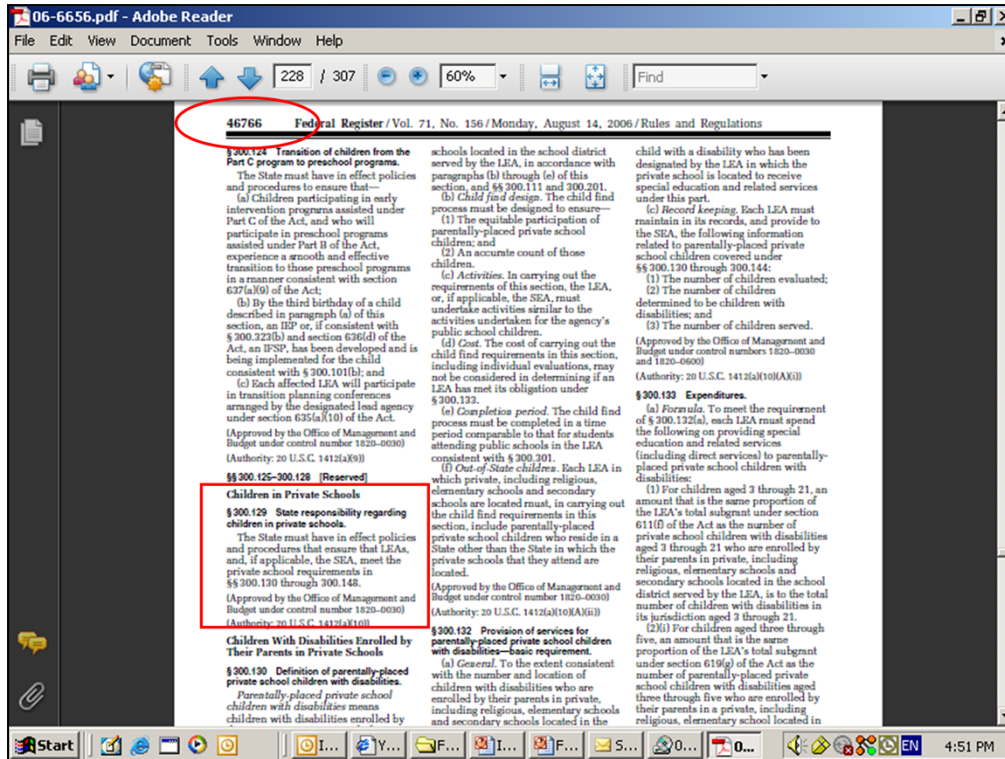 06-6656.pdf - Adobe Reader
File Edit View Document Tools Window Help
228 / 307 60% Find
46766 Federal Register / Vol. 71, No. 156 / Monday, August 14, 2006 / Rules and Regulations
§ 300.124 Transition of children from the
Part C program to preschool programs.
The State must have in effect policies
and procedures to ensure that—
(a) Children participating in early
intervention programs assisted under
Part C of the Act, and who will
participate in preschool programs
assisted under Part B of the Act,
experience a smooth and effective
transition to those preschool programs
in a manner consistent with section
637(a)(9) of the Act;
(b) By the third birthday of a child
described in paragraph (a) of this
section, an IEP or, if consistent with
§ 300.323(b) and section 636(d) of the
Act, an IFSP, has been developed and is
being implemented for the child
consistent with § 300.101(b); and
(c) Each affected LEA will participate
in transition planning conferences
arranged by the designated lead agency
under section 635(a)(10) of the Act.
(Approved by the Office of Management and
Budget under control number 1820–0030)
(Authority: 20 U.S.C. 1412(a)(9))
§§ 300.125–300.128 [Reserved]
Children in Private Schools
§ 300.129 State responsibility regarding
children in private schools.
The State must have in effect policies
and procedures that ensure that LEAs,
and, if applicable, the SEA, meet the
private school requirements in
§§ 300.130 through 300.148.
(Approved by the Office of Management and
Budget under control number 1820–0030)
(Authority: 20 U.S.C. 1412(a)(10))
Children With Disabilities Enrolled by
Their Parents in Private Schools
§ 300.130 Definition of parentally-placed
private school children with disabilities.
Parentally-placed private school
children with disabilities means
children with disabilities enrolled by
schools located in the school district
served by the LEA, in accordance with
paragraphs (b) through (e) of this
section, and §§ 300.111 and 300.201.
(b) Child find design. The child find
process must be designed to ensure—
(1) The equitable participation of
parentally-placed private school
children; and
(2) An accurate count of those
children.
(c) Activities. In carrying out the
requirements of this section, the LEA,
or, if applicable, the SEA, must
undertake activities similar to the
activities undertaken for the agency's
public school children.
(d) Cost. The cost of carrying out the
child find requirements in this section,
including individual evaluations, may
not be considered in determining if an
LEA has met its obligation under
§ 300.133.
(e) Completion period. The child find
process must be completed in a time
period comparable to that for students
attending public schools in the LEA
consistent with § 300.301.
(f) Out-of-State children. Each LEA in
which private, including religious,
elementary schools and secondary
schools are located must, in carrying out
the child find requirements in this
section, include parentally-placed
private school children who reside in a
State other than the State in which the
private schools that they attend are
located.
(Approved by the Office of Management and
Budget under control number 1820–0030)
(Authority: 20 U.S.C. 1412(a)(10)(A)(ii))
§ 300.132 Provision of services for
parentally-placed private school children
with disabilities—basic requirement.
(a) General. To the extent consistent
with the number and location of
children with disabilities who are
enrolled by their parents in private,
including religious, elementary schools
and secondary schools located in the
child with a disability who has been
designated by the LEA in which the
private school is located to receive
special education and related services
under this part.
(c) Record keeping. Each LEA must
maintain in its records, and provide to
the SEA, the following information
related to parentally-placed private
school children covered under
§§ 300.130 through 300.144:
(1) The number of children evaluated;
(2) The number of children
determined to be children with
disabilities; and
(3) The number of children served.
(Approved by the Office of Management and
Budget under control numbers 1820–0030
and 1820–0600)
(Authority: 20 U.S.C. 1412(a)(10)(A)(i))
§ 300.133 Expenditures.
(a) Formula. To meet the requirement
of § 300.132(a), each LEA must spend
the following on providing special
education and related services
(including direct services) to parentally-
placed private school children with
disabilities:
(1) For children aged 3 through 21, an
amount that is the same proportion of
the LEA's total subgrant under section
611(f) of the Act as the number of
private school children with disabilities
aged 3 through 21 who are enrolled by
their parents in private, including
religious, elementary schools and
secondary schools located in the school
district served by the LEA, is to the total
number of children with disabilities in
its jurisdiction aged 3 through 21.
(2)(i) For children aged three through
five, an amount that is the same
proportion of the LEA's total subgrant
under section 619(g) of the Act as the
number of parentally-placed private
school children with disabilities aged
three through five who are enrolled by
their parents in a private, including
religious, elementary school located in
Start I... Y... F... I... F... S... 0... 0... EN 4:51 PM